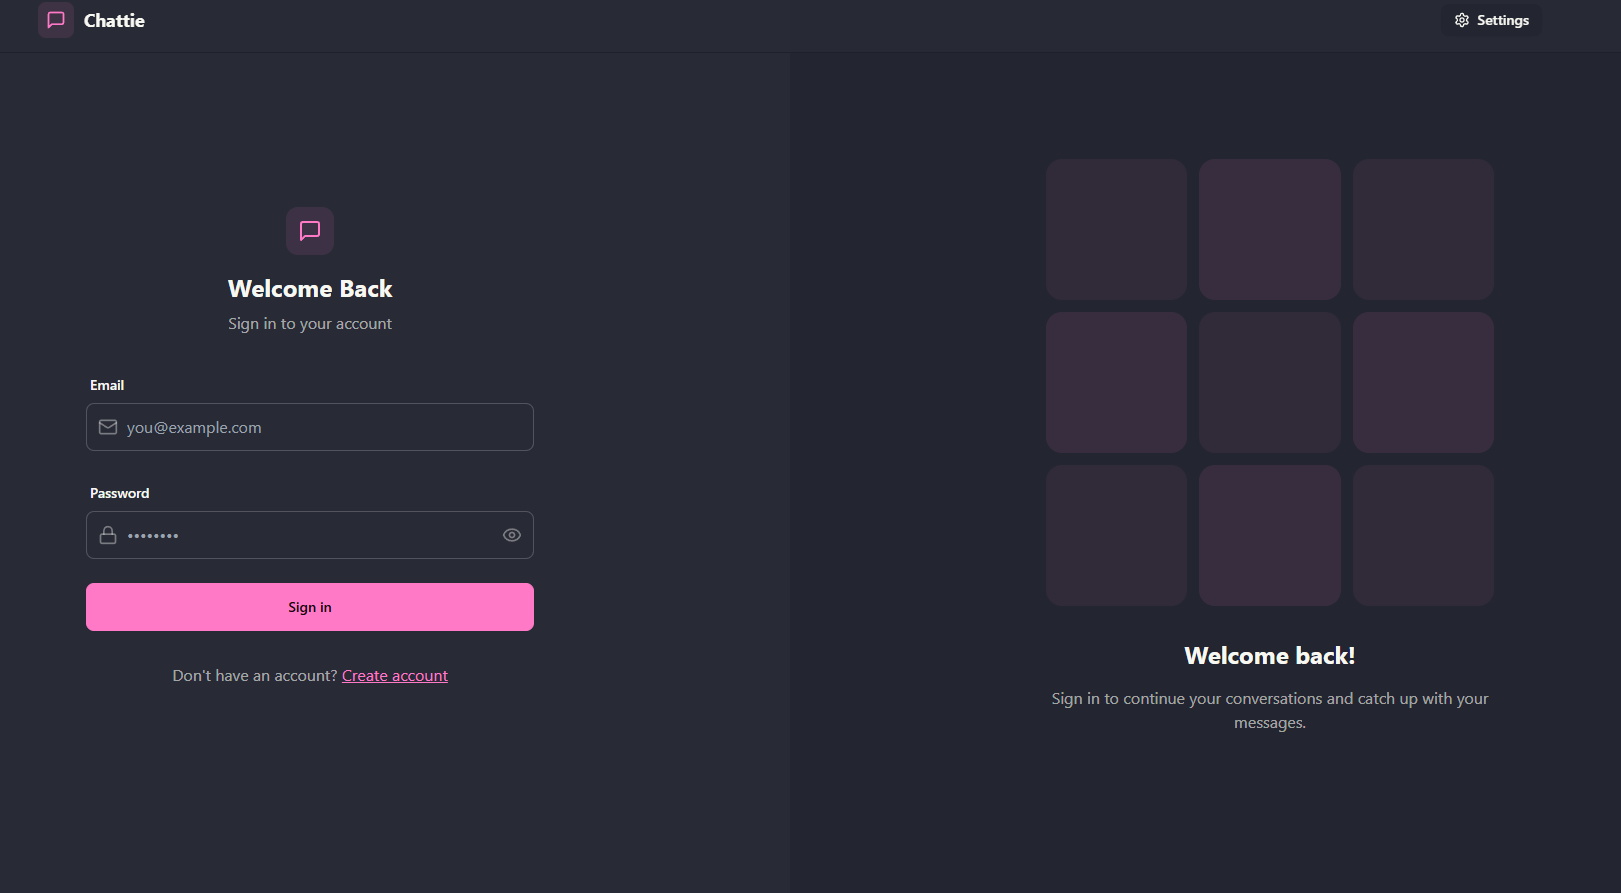 Chattie
Settings
Welcome Back
Sign in to your account
Email
you@example.com
Password
••••••••
Sign in
Don't have an account? Create account
Welcome back!
Sign in to continue your conversations and catch up with your
messages.